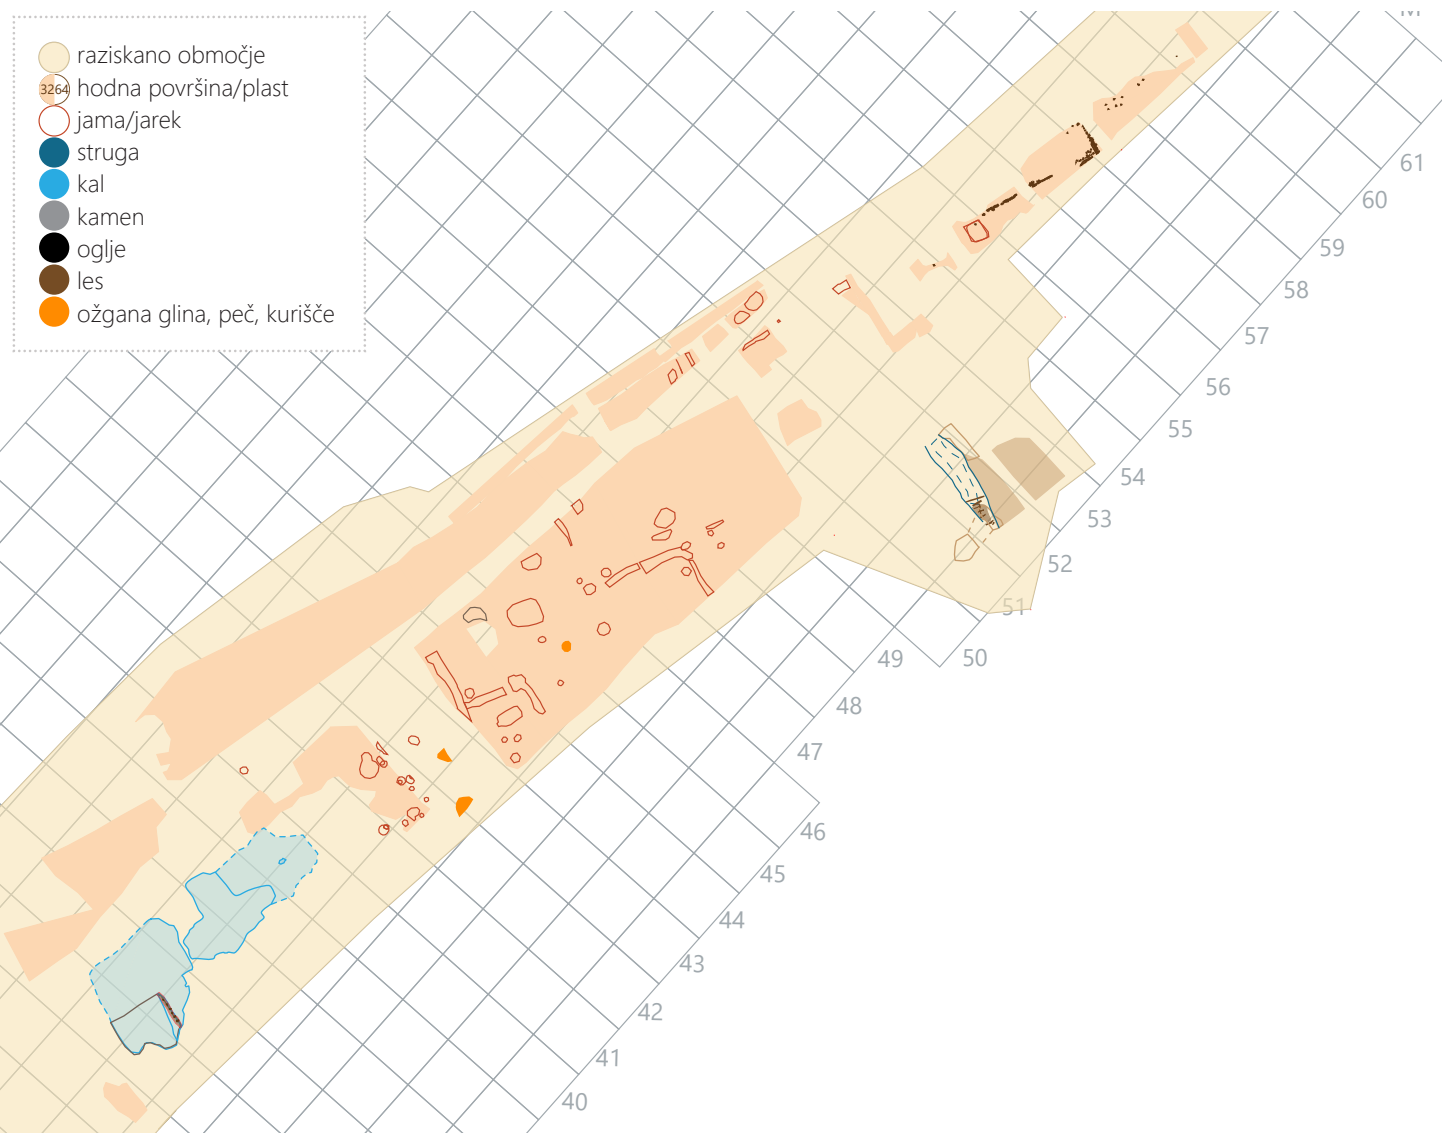 raziskano območje
3264 hodna površina/plast
jama/jarek
struga
kal
kamen
oglje
les
ožgana glina, peč, kurišče
61
60
59
58
57
56
55
54
53
52
51
50
49
48
47
46
45
44
43
42
41
40